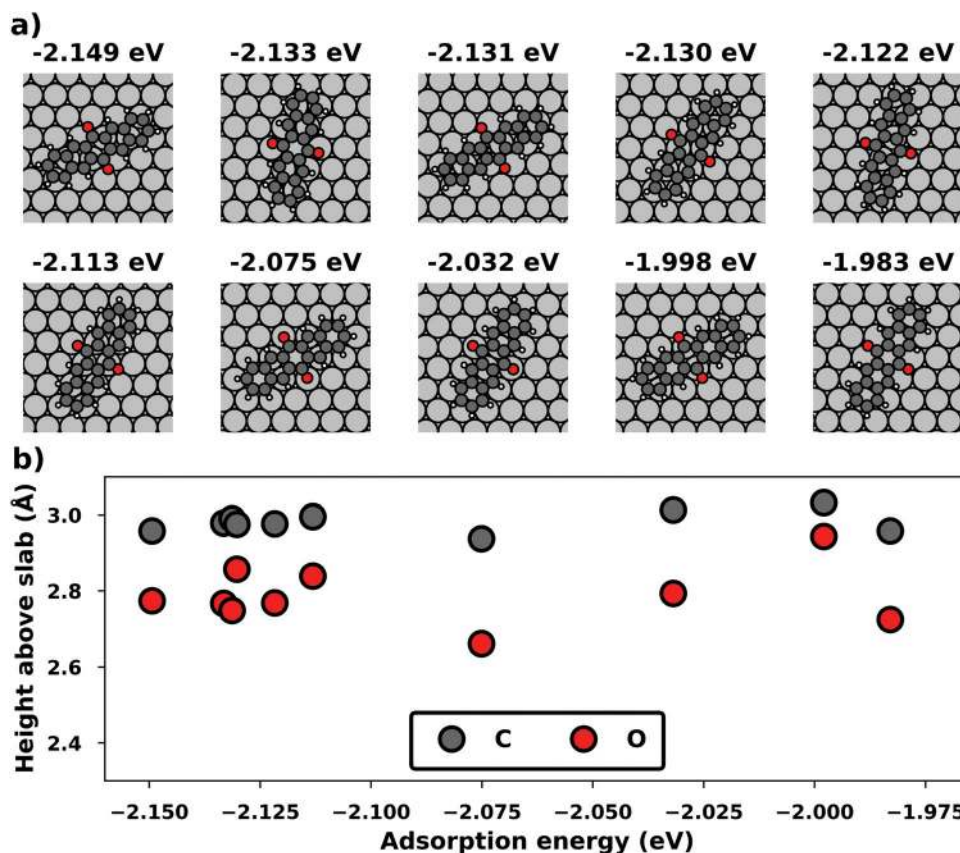 a)
-2.149 eV -2.133 eV -2.131 eV -2.130 eV -2.122 eV
-2.113 eV -2.075 eV -2.032 eV -1.998 eV -1.983 eV
b)
Height above slab (Å)
3.0
2.8
2.6
2.4
C O
−2.150 −2.125 −2.100 −2.075 −2.050 −2.025 −2.000 −1.975
Adsorption energy (eV)